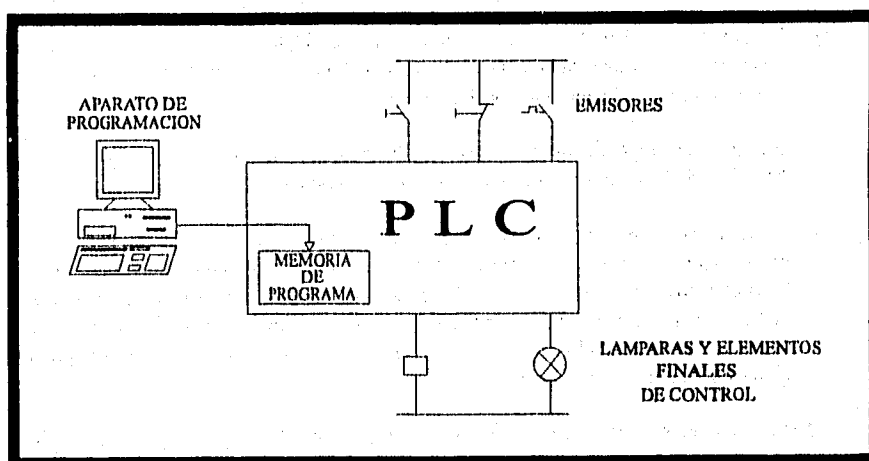 APARATO DE
PROGRAMACION
EMISORES
P L C
MEMORIA
DE
PROGRAMA
LAMPARAS Y ELEMENTOS
FINALES
DE CONTROL